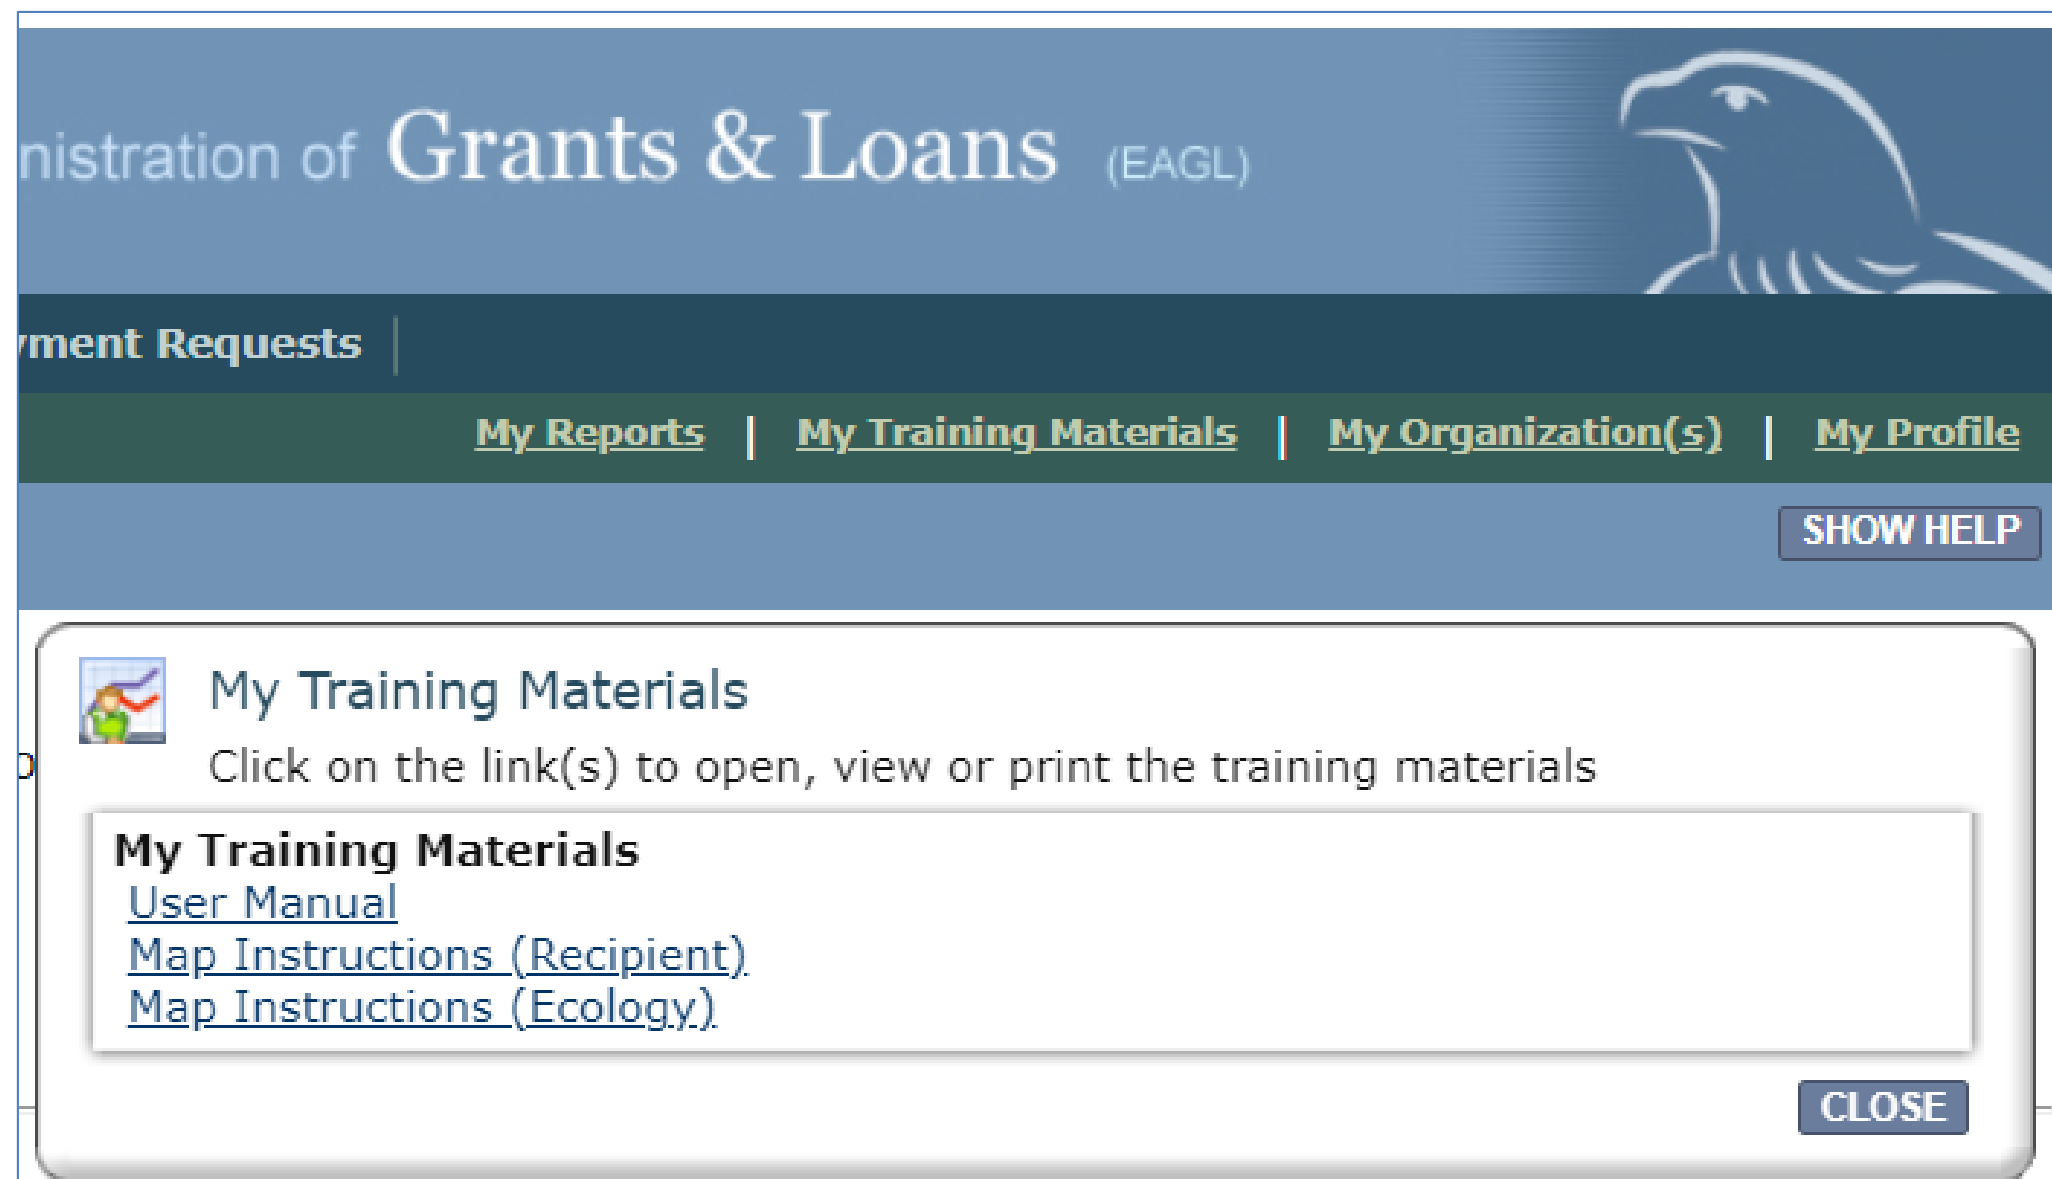 nistration of Grants & Loans (EAGL)
ment Requests
My Reports | My Training Materials | My Organization(s) | My Profile
SHOW HELP
My Training Materials
Click on the link(s) to open, view or print the training materials
My Training Materials
User Manual
Map Instructions (Recipient)
Map Instructions (Ecology)
CLOSE